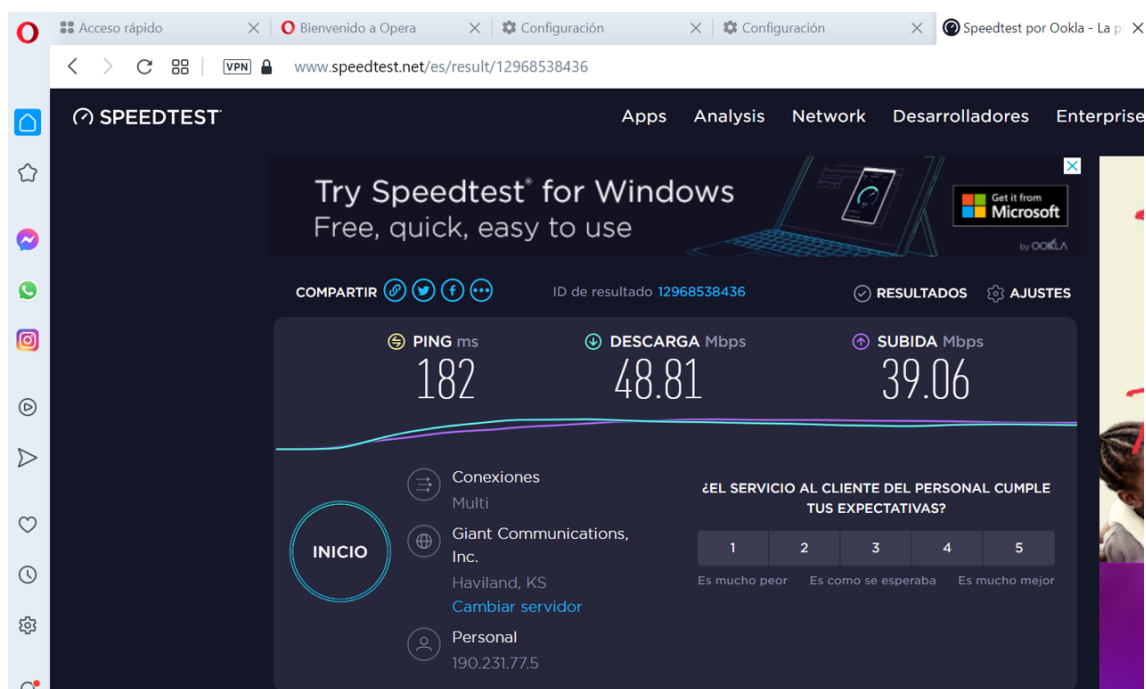 Acceso rápido
Bienvenido a Opera
Configuración
Configuración
Speedtest por Ookla - La
VPN
www.speedtest.net/es/result/12968538436
SPEEDTEST
Apps Analysis Network Desarrolladores Enterprise
Try Speedtest® for Windows
Free, quick, easy to use
Get it from
Microsoft
by OOKLA
COMPARTIR
ID de resultado 12968538436
RESULTADOS
AJUSTES
PING ms
182
DESCARGA Mbps
48.81
SUBIDA Mbps
39.06
INICIO
Conexiones
Multi
Giant Communications,
Inc.
Haviland, KS
Cambiar servidor
Personal
190.231.77.5
¿EL SERVICIO AL CLIENTE DEL PERSONAL CUMPLE
TUS EXPECTATIVAS?
1 2 3 4 5
Es mucho peor Es como se esperaba Es mucho mejor